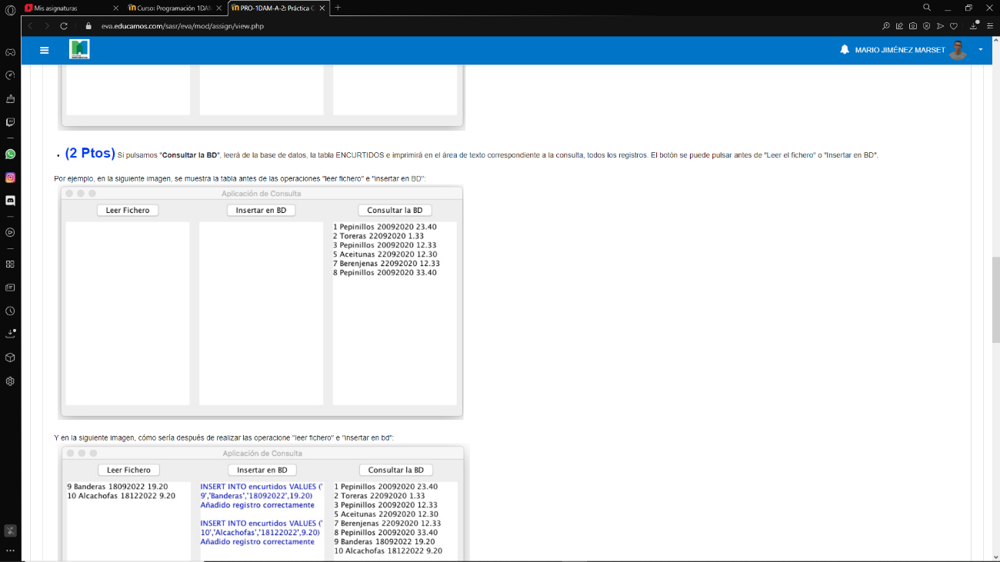 Mis asignaturas
Curso: Programación 1DAM
PRO-1DAM-A-2: Práctica
eva.educamos.com/sasr/eva/mod/assign/view.php
MARIO JIMÉNEZ MARSET
(2 Ptos) Si pulsamos "Consultar la BD", leerá de la base de datos, la tabla ENCURTIDOS e imprimirá en el área de texto correspondiente a la consulta, todos los registros. El botón se puede pulsar antes de "Leer el fichero" o "Insertar en BD".
Por ejemplo, en la siguiente imagen, se muestra la tabla antes de las operaciones "leer fichero" e "insertar en BD":
Aplicación de Consulta
Leer Fichero
Insertar en BD
Consultar la BD
1 Pepinillos 20092020 23.40
2 Toreras 22092020 1.33
3 Pepinillos 20092020 12.33
5 Aceitunas 22092020 12.30
7 Berenjenas 22092020 12.33
8 Pepinillos 20092020 33.40
Y en la siguiente imagen, cómo sería después de realizar las operacione "leer fichero" e "insertar en bd":
Aplicación de Consulta
Leer Fichero
Insertar en BD
Consultar la BD
9 Banderas 18092022 19.20
10 Alcachofas 18122022 9.20
INSERT INTO encurtidos VALUES ('
9','Banderas','18092022',19.20)
Añadido registro correctamente
INSERT INTO encurtidos VALUES ('
10','Alcachofas','18122022',9.20)
Añadido registro correctamente
1 Pepinillos 20092020 23.40
2 Toreras 22092020 1.33
3 Pepinillos 20092020 12.33
5 Aceitunas 22092020 12.30
7 Berenjenas 22092020 12.33
8 Pepinillos 20092020 33.40
9 Banderas 18092022 19.20
10 Alcachofas 18122022 9.20